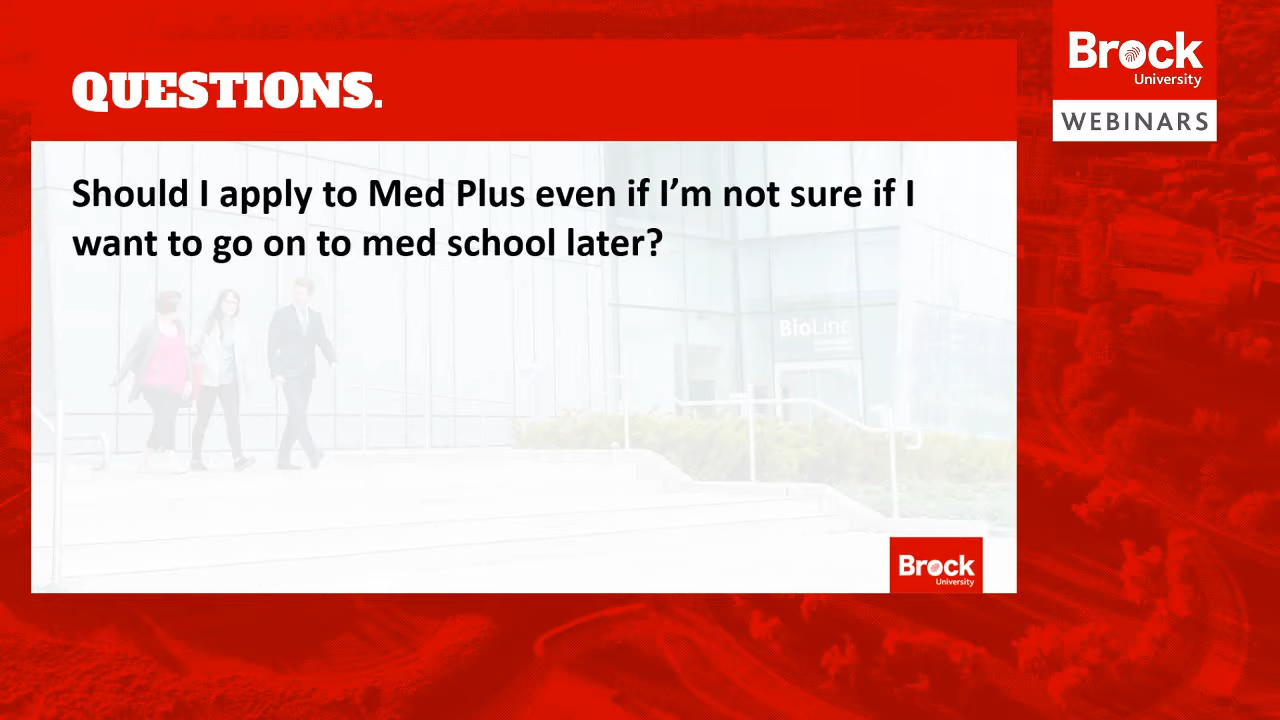 Brock
University
WEBINARS
QUESTIONS.
Should I apply to Med Plus even if I’m not sure if I
want to go on to med school later?
BioLinc
Brock
University